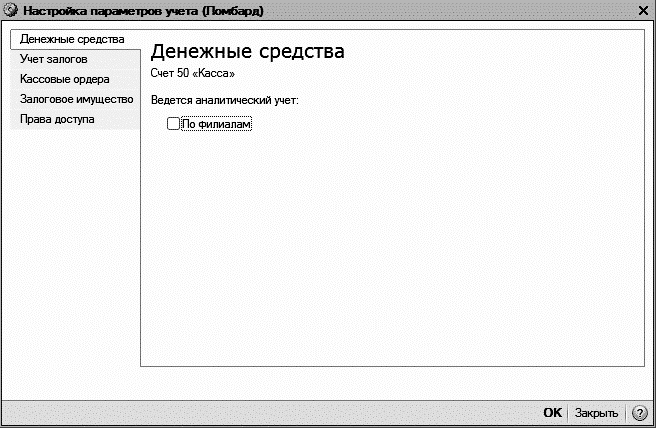 Настройка параметров учета (Ломбард)
Денежные средства
Учет залогов
Кассовые ордера
Залоговое имущество
Права доступа
Денежные средства
Счет 50 «Касса»
Ведется аналитический учет:
По филиалам
OK
Закрыть
?